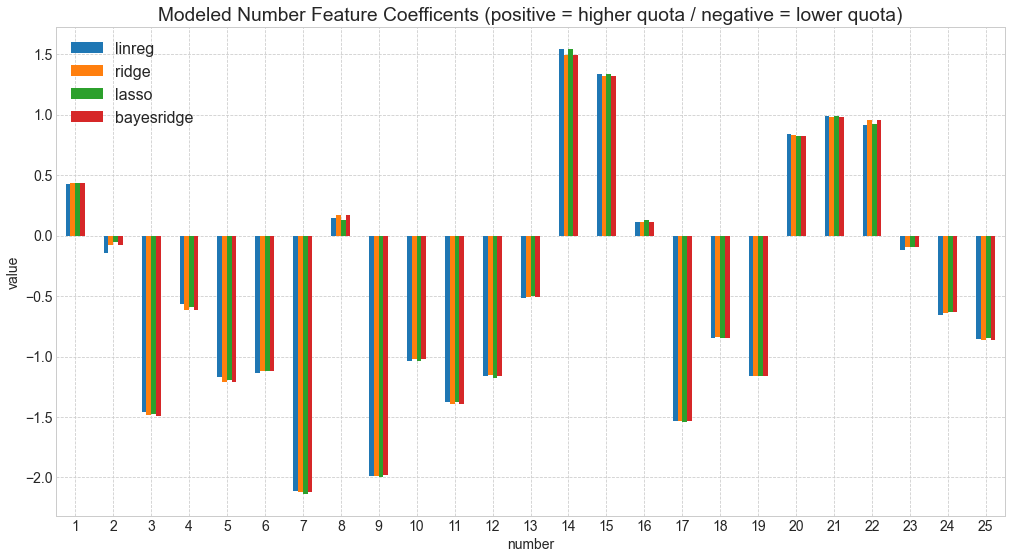 Modeled Number Feature Coefficents (positive = higher quota / negative = lower quota)
linreg
ridge
lasso
bayesridge
value
1.5
1.0
0.5
0.0
−0.5
−1.0
−1.5
−2.0
1 2 3 4 5 6 7 8 9 10 11 12 13 14 15 16 17 18 19 20 21 22 23 24 25
number